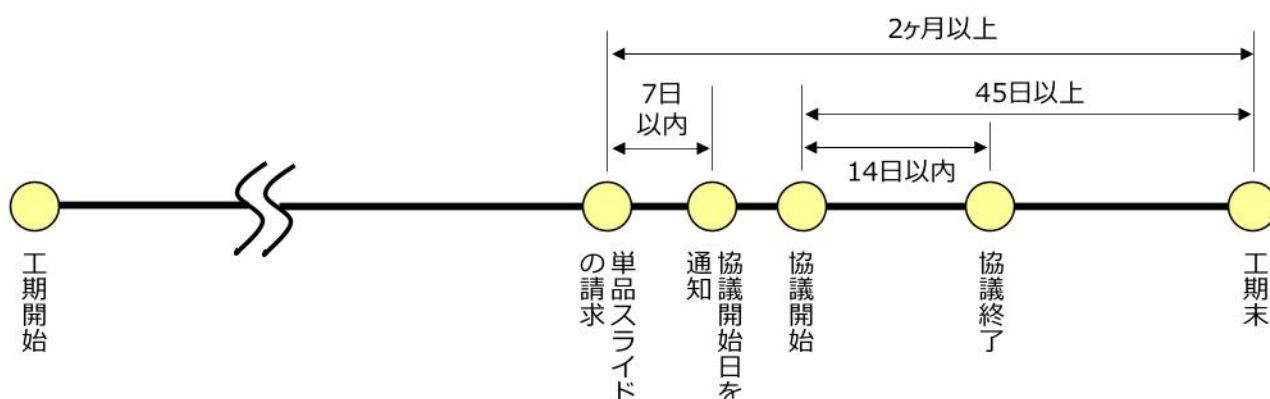 2ヶ月以上
7日
以内
45日以上
14日以内
工期開始
単品スライド
の請求
協議開始日を
通知
協議開始
協議終了
工期末